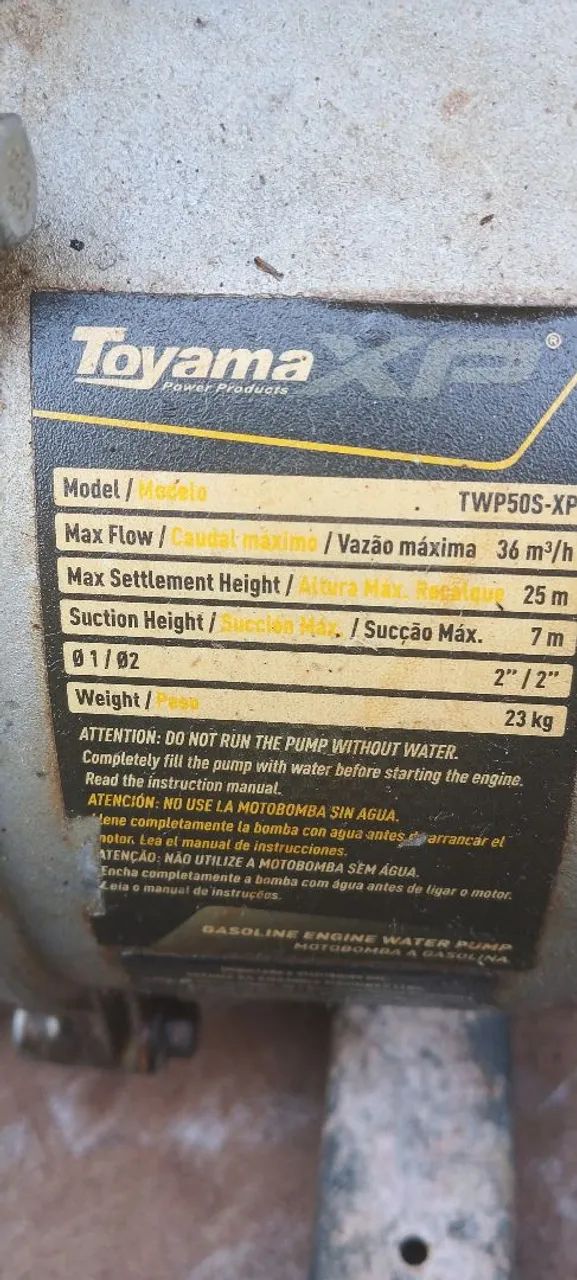 Toyama XP®
Power Products
Model / Modelo TWP50S-XP
Max Flow / Caudal máximo / Vazão máxima 36 m³/h
Max Settlement Height / Altura Máx. Recalque 25 m
Suction Height / Succión Máx. / Sucção Máx. 7 m
Ø 1 / Ø2 2” / 2”
Weight / Peso 23 kg
ATTENTION: DO NOT RUN THE PUMP WITHOUT WATER.
Completely fill the pump with water before starting the engine.
Read the instruction manual.
ATENCIÓN: NO USE LA MOTOBOMBA SIN AGUA.
completamente la bomba con agua antes arrancar el
motor. Lea el manual de instrucciones.
ATENÇÃO: NÃO UTILIZE A MOTOBOMBA SEM ÁGUA.
Encha completamente a bomba com água antes de ligar o motor.
Leia o manual de instruções.
GASOLINE ENGINE WATER PUMP
MOTOBOMBA A GASOLINA